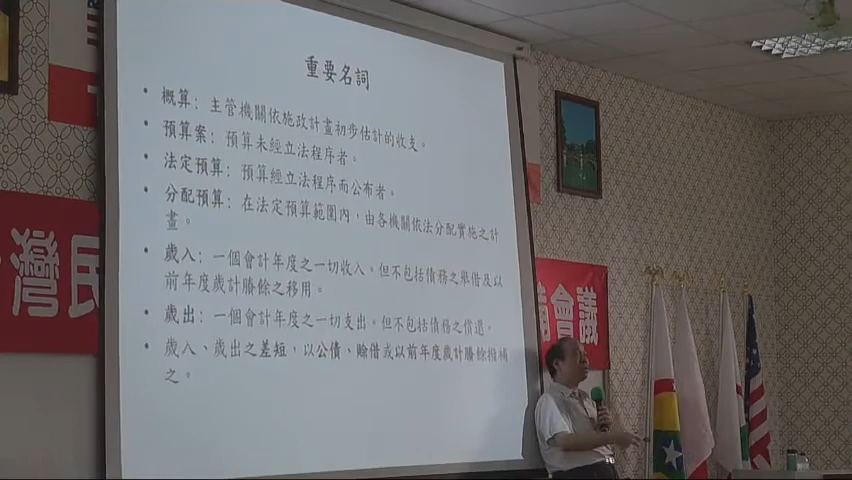 重要名詞
• 概算：主管機關依施政計畫初步估計的收支。
• 預算案：預算未經立法程序者。
• 法定預算：預算經立法程序而公布者。
• 分配預算：在法定預算範圍內，由各機關依法分配實施之計
畫。
• 歲入：一個會計年度之一切收入。但不包括債務之舉借及以
前年度歲計賸餘之移用。
• 歲出：一個會計年度之一切支出。但不包括債務之償還。
• 歲入、歲出之差短，以公債、賒借或以前年度歲計賸餘撥補
之。
灣民
會議